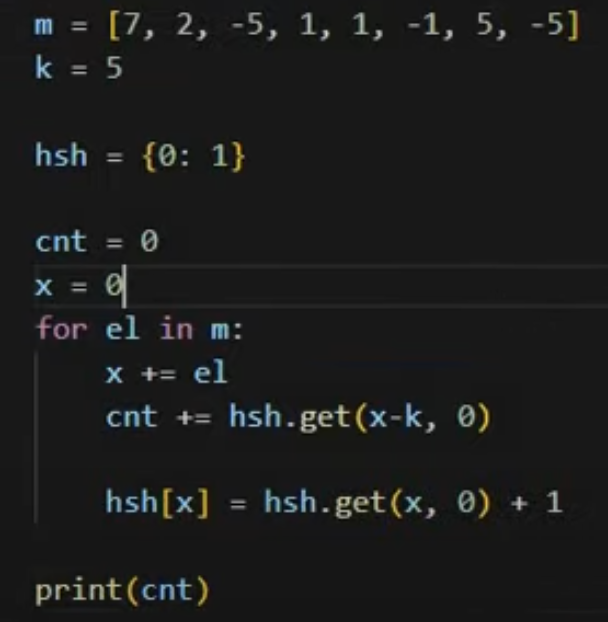 m = [7, 2, -5, 1, 1, -1, 5, -5]
k = 5
hsh = {0: 1}
cnt = 0
x = 0
for el in m:
    x += el
    cnt += hsh.get(x-k, 0)
    hsh[x] = hsh.get(x, 0) + 1
print(cnt)